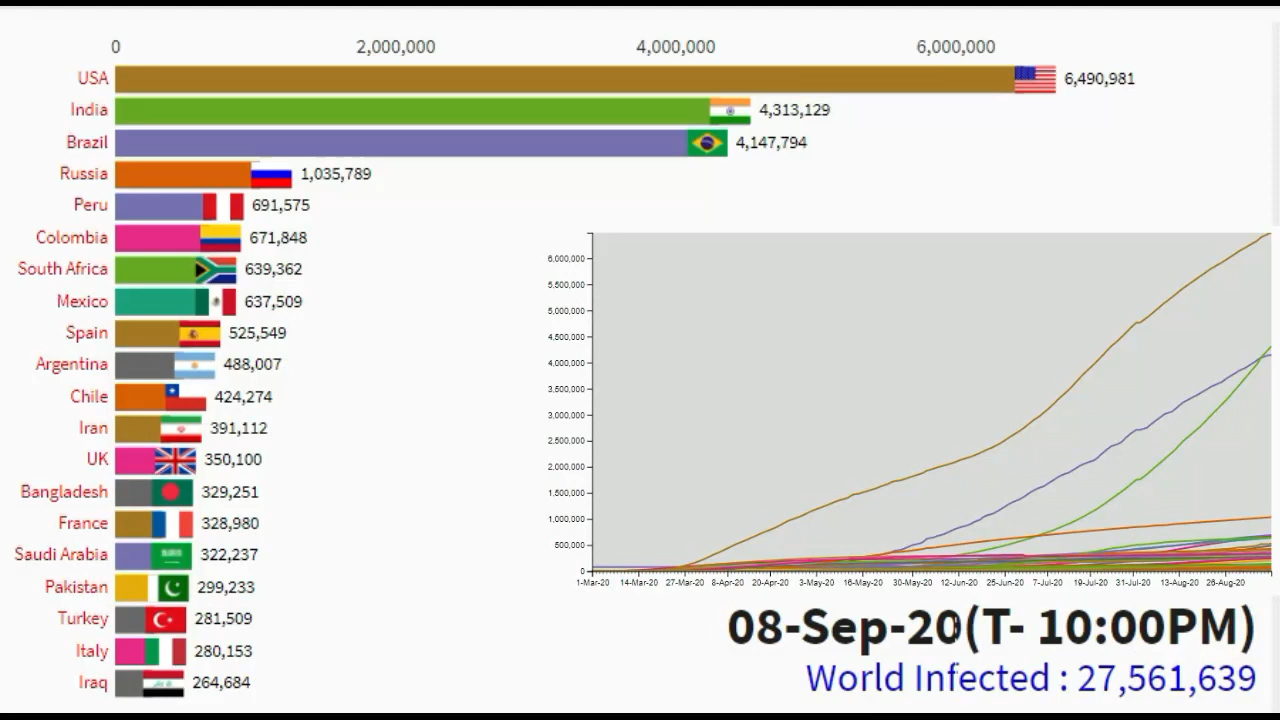 0 2,000,000 4,000,000 6,000,000
USA 6,490,981
India 4,313,129
Brazil 4,147,794
Russia 1,035,789
Peru 691,575
Colombia 671,848
South Africa 639,362
Mexico 637,509
Spain 525,549
Argentina 488,007
Chile 424,274
Iran 391,112
UK 350,100
Bangladesh 329,251
France 328,980
Saudi Arabia 322,237
Pakistan 299,233
Turkey 281,509
Italy 280,153
Iraq 264,684
6,000,000
5,500,000
5,000,000
4,500,000
4,000,000
3,500,000
3,000,000
2,500,000
2,000,000
1,500,000
1,000,000
500,000
0
1-Mar-20 14-Mar-20 27-Mar-20 8-Apr-20 20-Apr-20 3-May-20 16-May-20 30-May-20 12-Jun-20 25-Jun-20 7-Jul-20 19-Jul-20 31-Jul-20 13-Aug-20 26-Aug-20
08-Sep-20(T- 10:00PM)
World Infected : 27,561,639